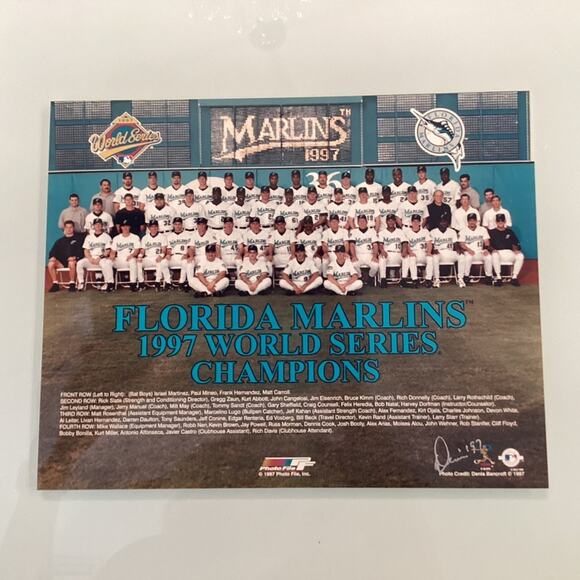 1997
World Series
MARLINS™
1997
FLORIDA MARLINS™
1997 WORLD SERIES®
CHAMPIONS
FRONT ROW (Left to Right): (Bat Boys) Israel Martinez, Paul Mineo, Frank Hernandez, Matt Carroll.
SECOND ROW: Rick Slate (Strength and Conditioning Director), Gregg Zaun, Kurt Abbott, John Cangelosi, Jim Eisenrich, Bruce Kimm (Coach), Rich Donnelly (Coach), Larry Rothschild (Coach),
Jim Leyland (Manager), Jerry Manuel (Coach), Milt May (Coach), Tommy Sandt (Coach), Gary Sheffield, Craig Counsell, Felix Heredia, Bob Natal, Harvey Dorfman (Instructor/Counselor).
THIRD ROW: Matt Rosenthal (Assistant Equipment Manager), Marcelino Lugo (Bullpen Catcher), Jeff Kahan (Assistant Strength Coach), Alex Fernandez, Kirt Ojala, Charles Johnson, Devon White,
Al Leiter, Livan Hernandez, Darren Daulton, Tony Saunders, Jeff Conine, Edgar Renteria, Ed Vosberg, Bill Beck (Travel Director), Kevin Rand (Assistant Trainer), Larry Starr (Trainer).
FOURTH ROW: Mike Wallace (Equipment Manager), Robb Nen, Kevin Brown, Jay Powell, Russ Morman, Dennis Cook, Josh Booty, Alex Arias, Moises Alou, John Wehner, Rob Stanifer, Cliff Floyd,
Bobby Bonilla, Kurt Miller, Antonio Alfonseca, Javier Castro (Clubhouse Assistant), Rich Davis (Clubhouse Attendant).
Photo File®
© 1997 Photo File, Inc.
Denis '97
Photo Credit: Denis Bancroft © 1997